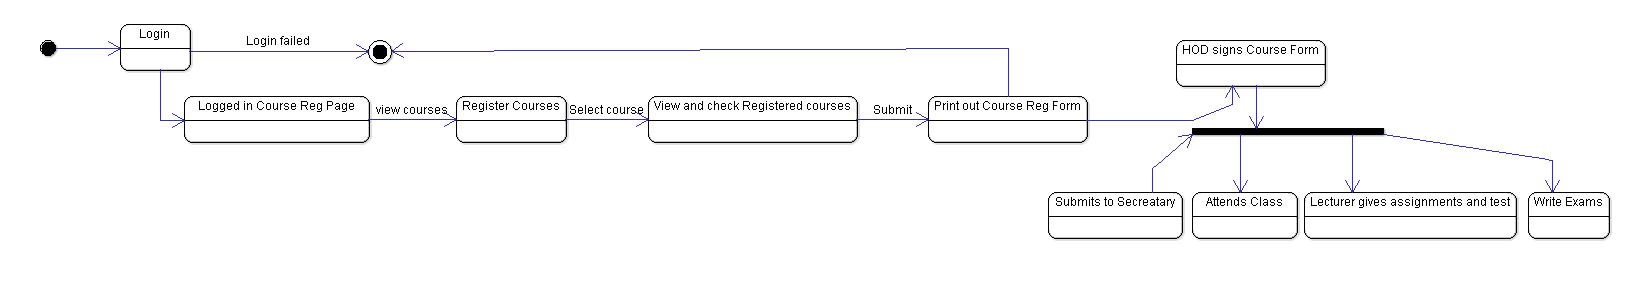 Login
Login failed
HOD signs Course Form
Logged in Course Reg Page
view courses
Register Courses
Select course
View and check Registered courses
Submit
Print out Course Reg Form
Submits to Secreatary
Attends Class
Lecturer gives assignments and test
Write Exams